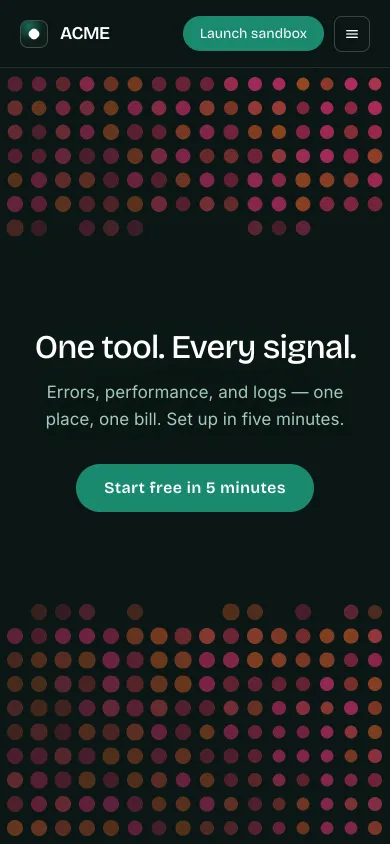 ACME
Launch sandbox
One tool. Every signal.
Errors, performance, and logs — one
place, one bill. Set up in five minutes.
Start free in 5 minutes